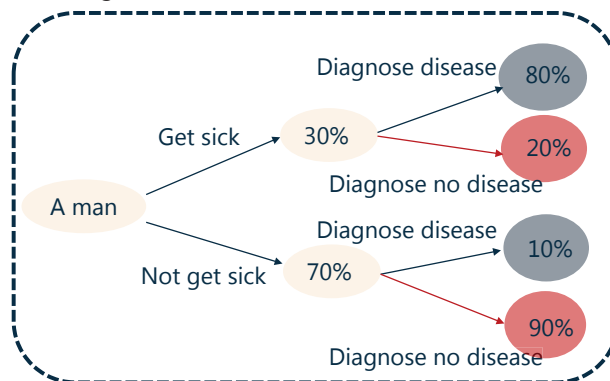 Diagnose disease
80%
Get sick
30%
20%
Diagnose no disease
A man
Diagnose disease
10%
Not get sick
70%
90%
Diagnose no disease